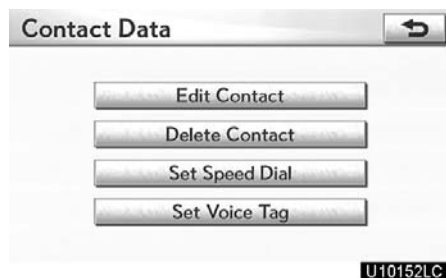 Contact Data
Edit Contact
Delete Contact
Set Speed Dial
Set Voice Tag
U10152LC